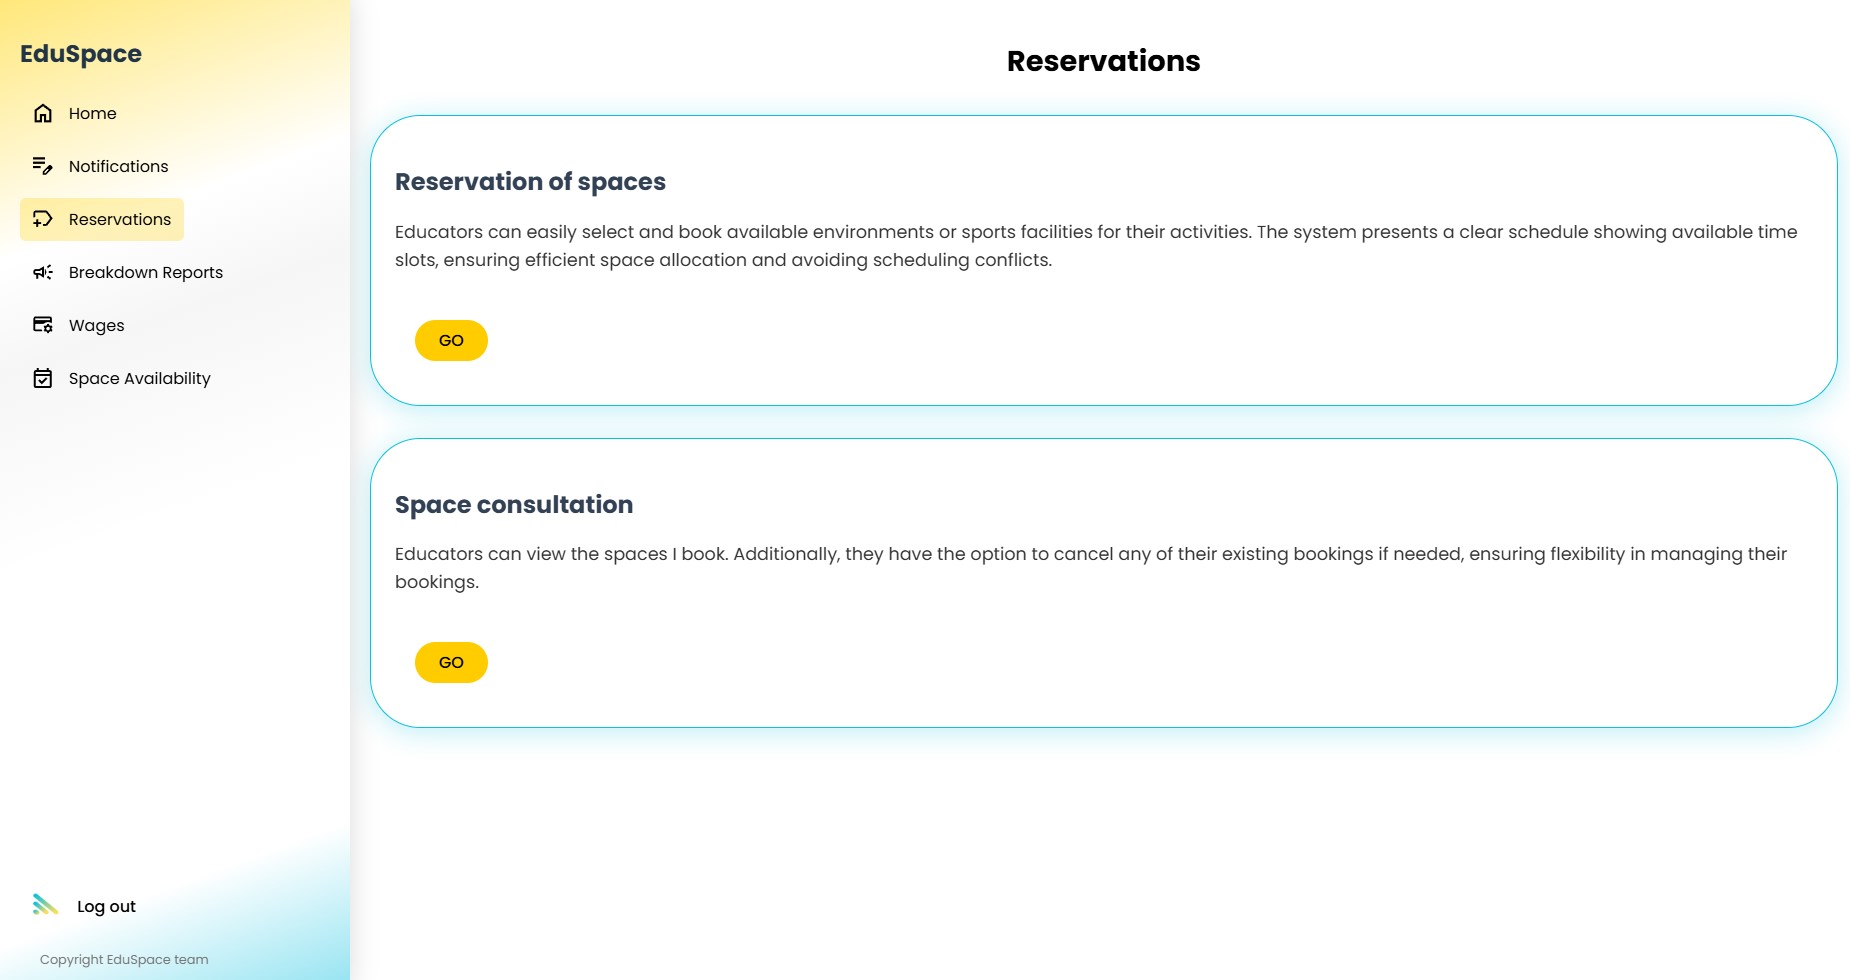 EduSpace
Home
Notifications
Reservations
Breakdown Reports
Wages
Space Availability
Log out
Copyright EduSpace team
Reservations
Reservation of spaces
Educators can easily select and book available environments or sports facilities for their activities. The system presents a clear schedule showing available time
slots, ensuring efficient space allocation and avoiding scheduling conflicts.
GO
Space consultation
Educators can view the spaces I book. Additionally, they have the option to cancel any of their existing bookings if needed, ensuring flexibility in managing their
bookings.
GO